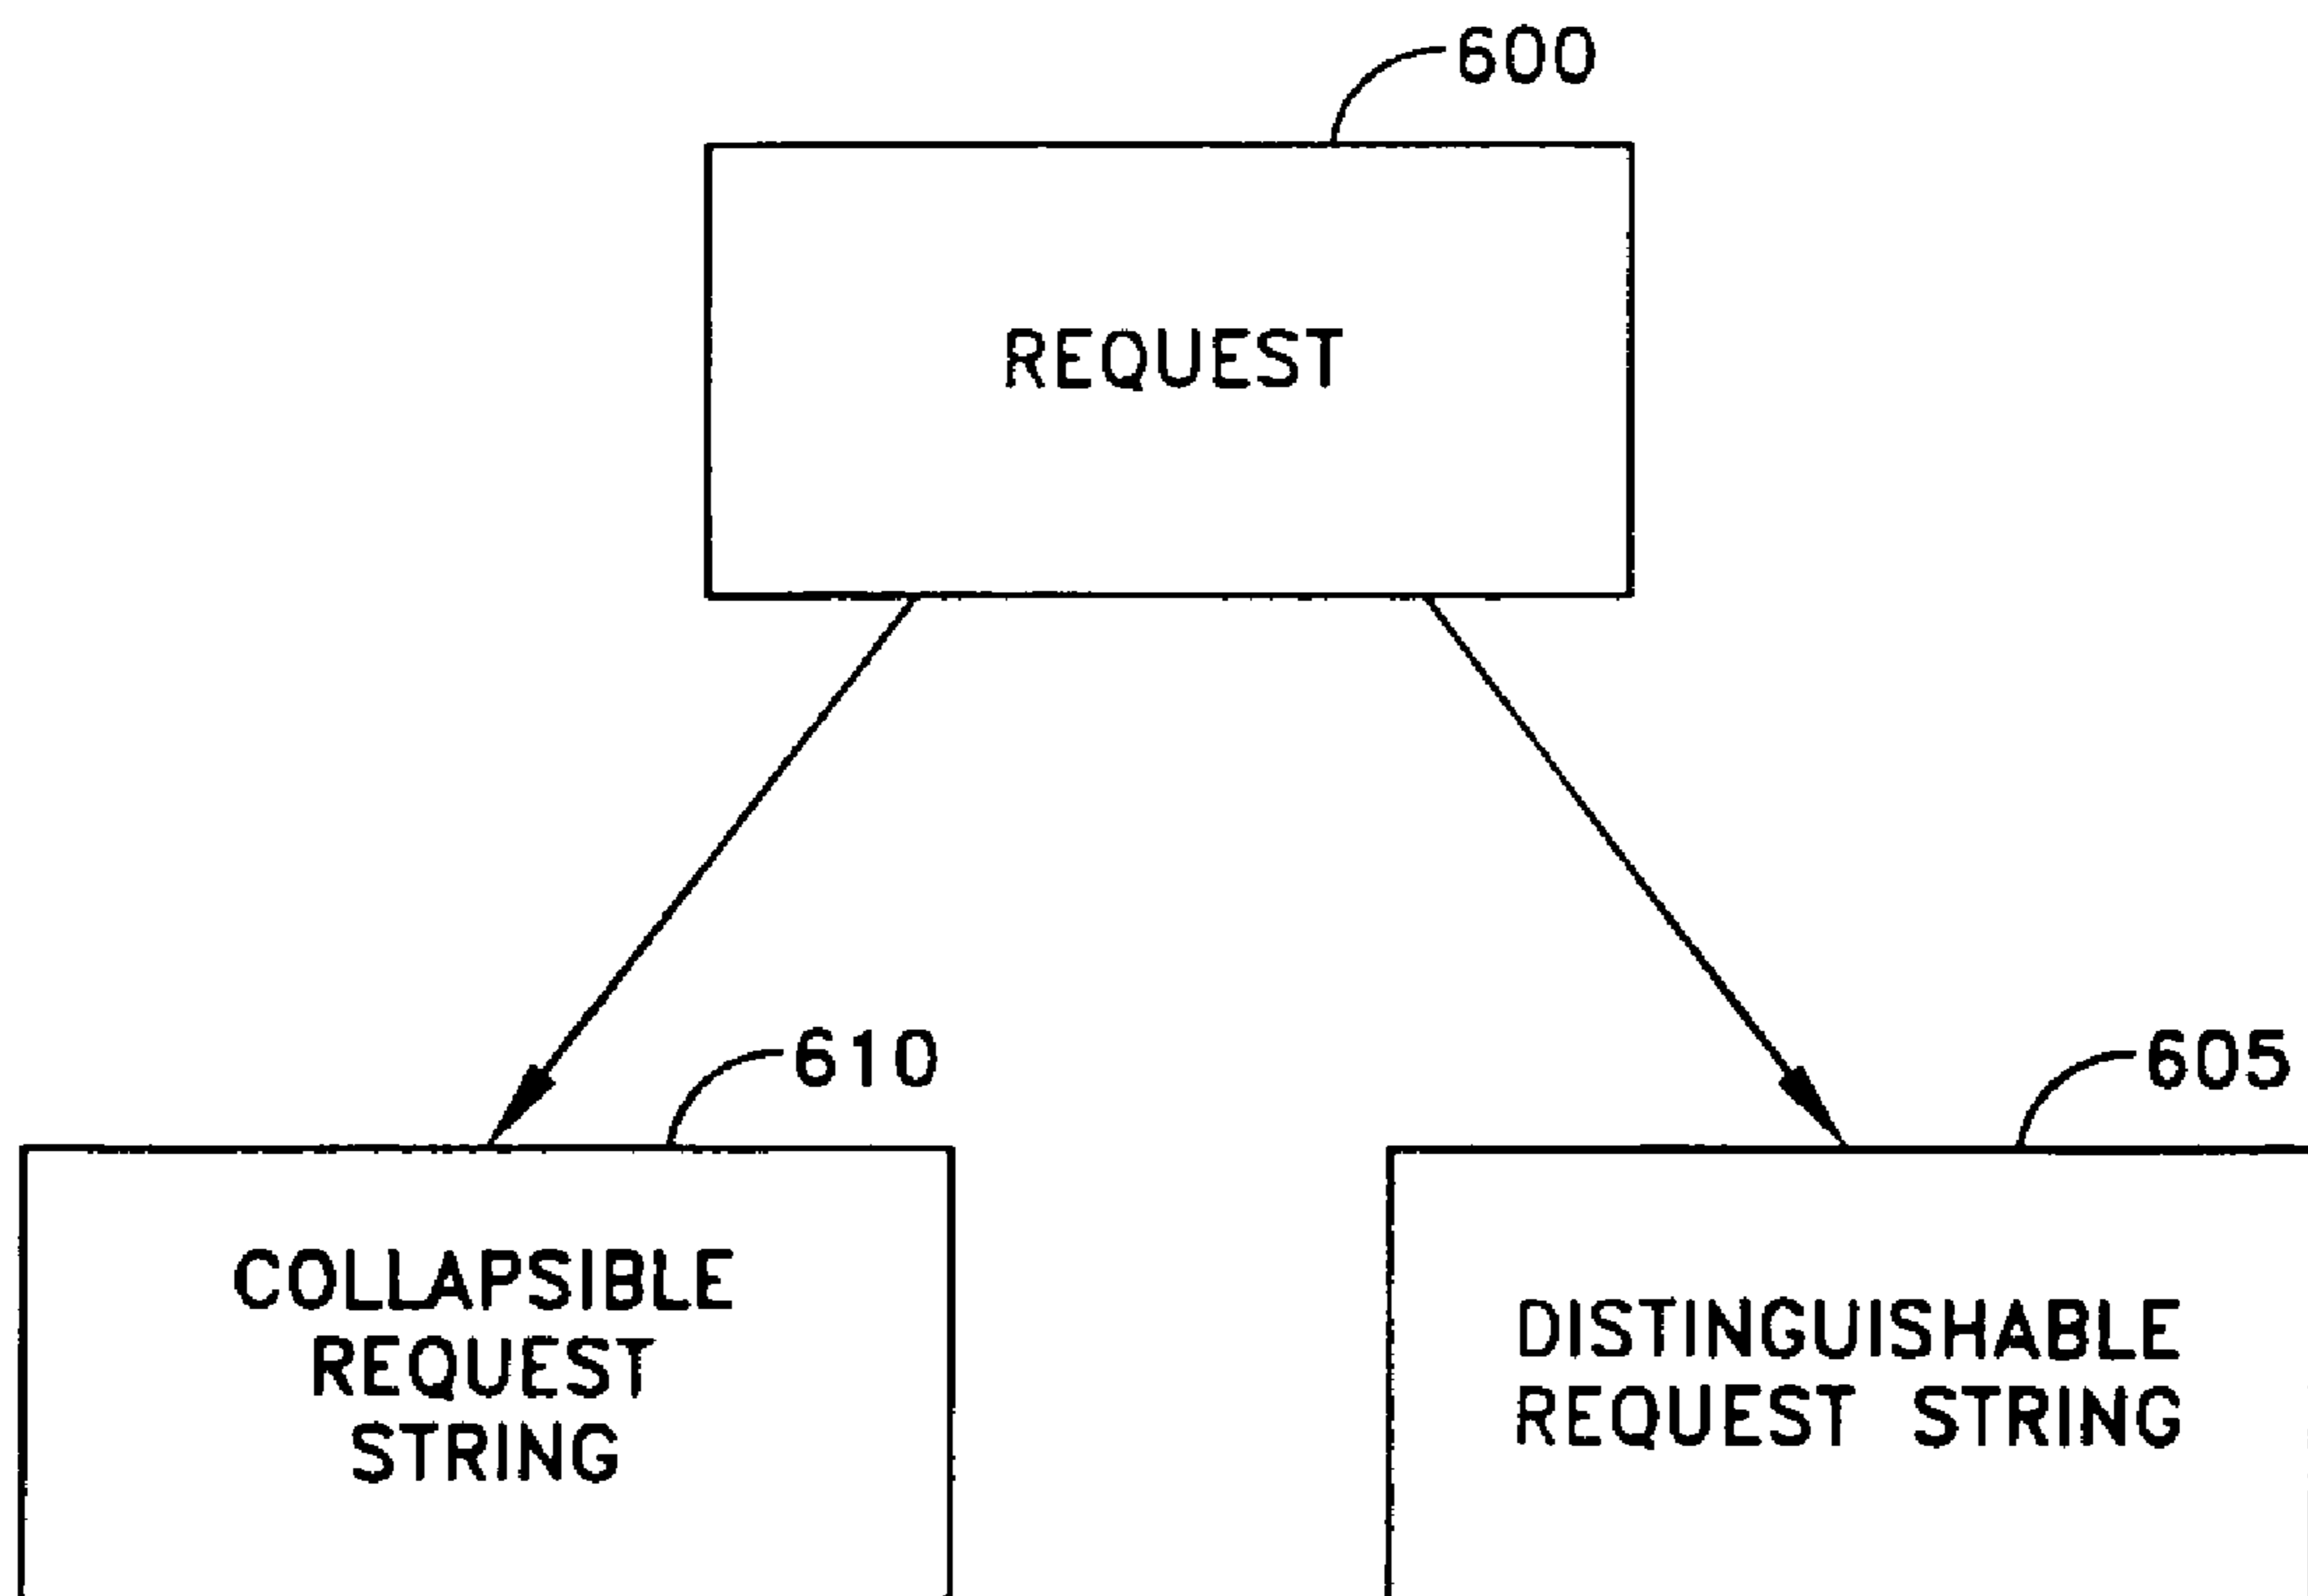 600
REQUEST
610
605
COLLAPSIBLE
REQUEST
STRING
DISTINGUISHABLE
REQUEST STRING